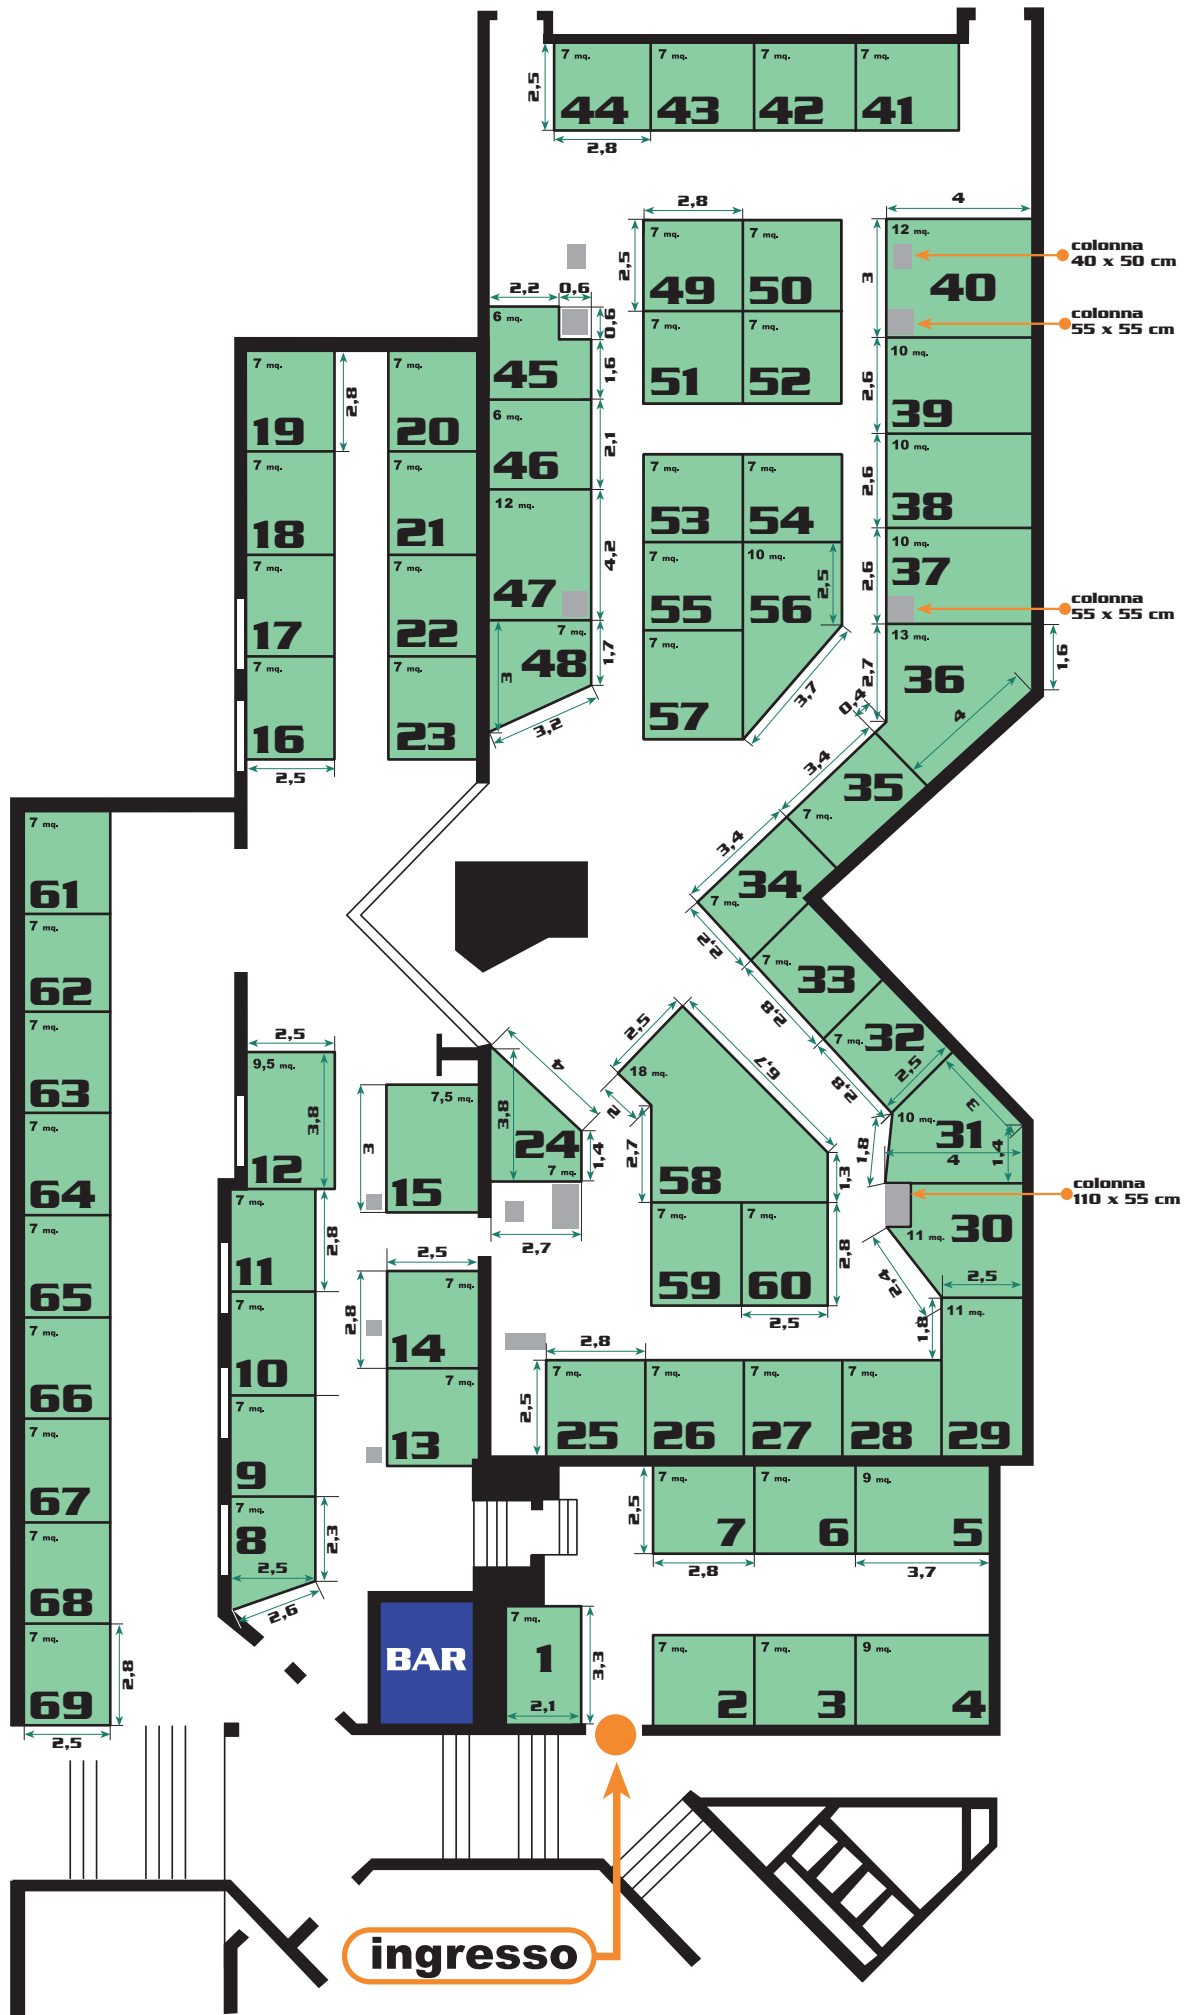 7 mq.
44
7 mq.
43
7 mq.
42
7 mq.
41
2,5
2,8
2,8
2,5
7 mq.
49
7 mq.
50
7 mq.
51
7 mq.
52
4
3
12 mq.
40
colonna
40 x 50 cm
colonna
55 x 55 cm
2,6
10 mq.
39
2,6
10 mq.
38
2,6
10 mq.
37
colonna
55 x 55 cm
2,7
13 mq.
36
1,6
4
0,4
2,2
0,6
0,6
6 mq.
45
1,6
6 mq.
46
2,1
12 mq.
47
4,2
7 mq.
48
3
1,7
3,2
7 mq.
19
2,8
7 mq.
20
7 mq.
18
7 mq.
21
7 mq.
17
7 mq.
22
7 mq.
16
7 mq.
23
2,5
7 mq.
53
7 mq.
54
7 mq.
55
10 mq.
56
2,5
7 mq.
57
3,7
3,4
7 mq.
35
3,4
7 mq.
34
2,2
7 mq.
33
2,8
7 mq.
32
2,8
2,5
3
10 mq.
31
1,8
4
1,4
colonna
110 x 55 cm
11 mq.
30
2,4
2,5
11 mq.
29
1,8
7 mq.
61
7 mq.
62
7 mq.
63
7 mq.
64
7 mq.
65
7 mq.
66
7 mq.
67
7 mq.
68
7 mq.
69
2,8
2,5
2,5
9,5 mq.
3,8
12
7,5 mq.
3
15
4
3,8
24
7 mq.
1,4
2,7
2,5
6,7
18 mq.
2
2,7
58
1,3
7 mq.
59
7 mq.
60
2,8
2,5
7 mq.
11
2,8
7 mq.
10
7 mq.
9
7 mq.
8
2,3
2,5
2,6
2,5
7 mq.
2,8
14
7 mq.
13
2,8
2,5
7 mq.
25
7 mq.
26
7 mq.
27
7 mq.
28
2,5
7 mq.
7
7 mq.
6
9 mq.
5
2,8
3,7
BAR
7 mq.
1
2,1
3,3
7 mq.
2
7 mq.
3
9 mq.
4
ingresso